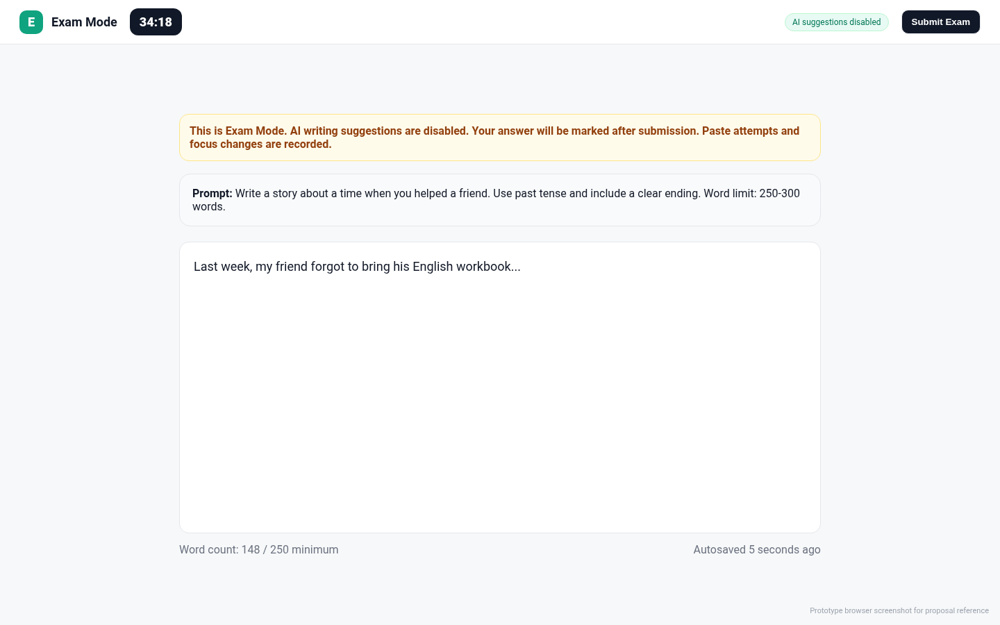 E
Exam Mode
34:18
AI suggestions disabled
Submit Exam
This is Exam Mode. AI writing suggestions are disabled. Your answer will be marked after submission. Paste attempts and
focus changes are recorded.
Prompt: Write a story about a time when you helped a friend. Use past tense and include a clear ending. Word limit: 250-300
words.
Last week, my friend forgot to bring his English workbook...
Word count: 148 / 250 minimum
Autosaved 5 seconds ago
Prototype browser screenshot for proposal reference